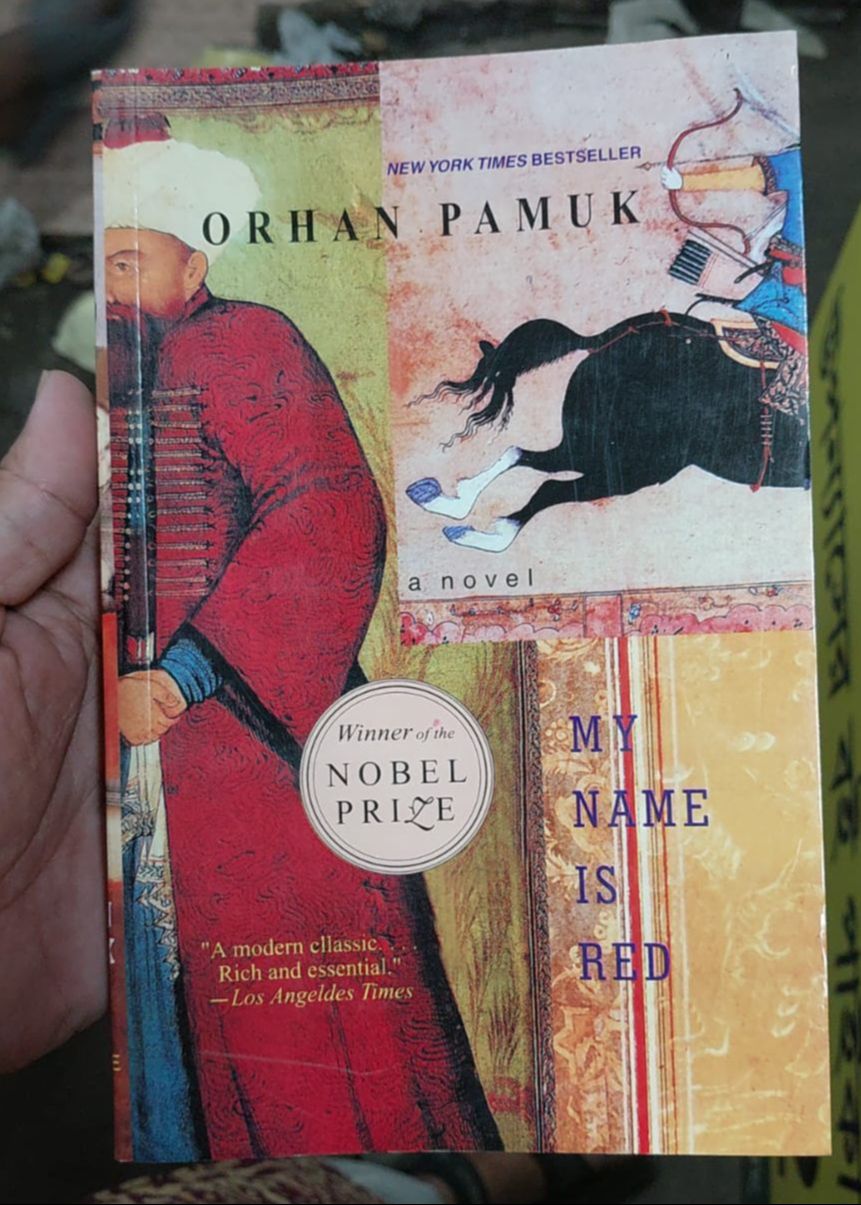 NEW YORK TIMES BESTSELLER
ORHAN PAMUK
a novel
Winner of the
NOBEL
PRIZE
MY
NAME
IS
RED
"A modern cllassic. . . .
Rich and essential."
—Los Angeldes Times